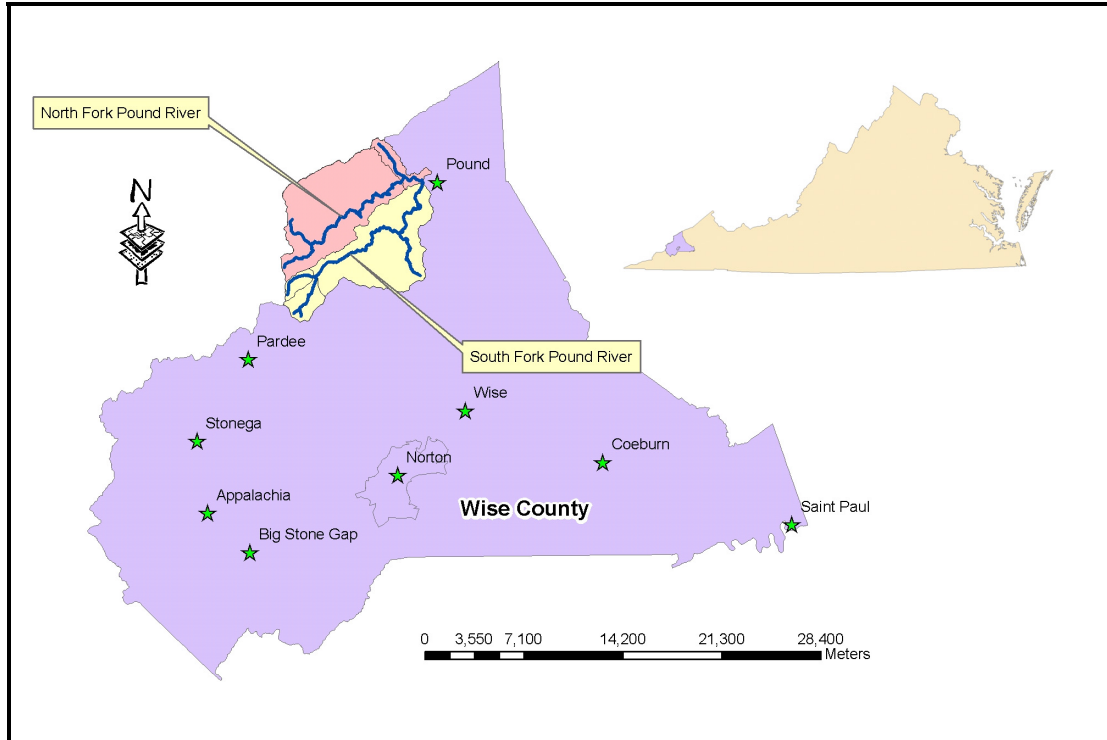 North Fork Pound River
Pound
N
South Fork Pound River
Pardee
Wise
Stonega
Norton
Coeburn
Wise County
Appalachia
Saint Paul
Big Stone Gap
0 3,550 7,100 14,200 21,300 28,400
Meters